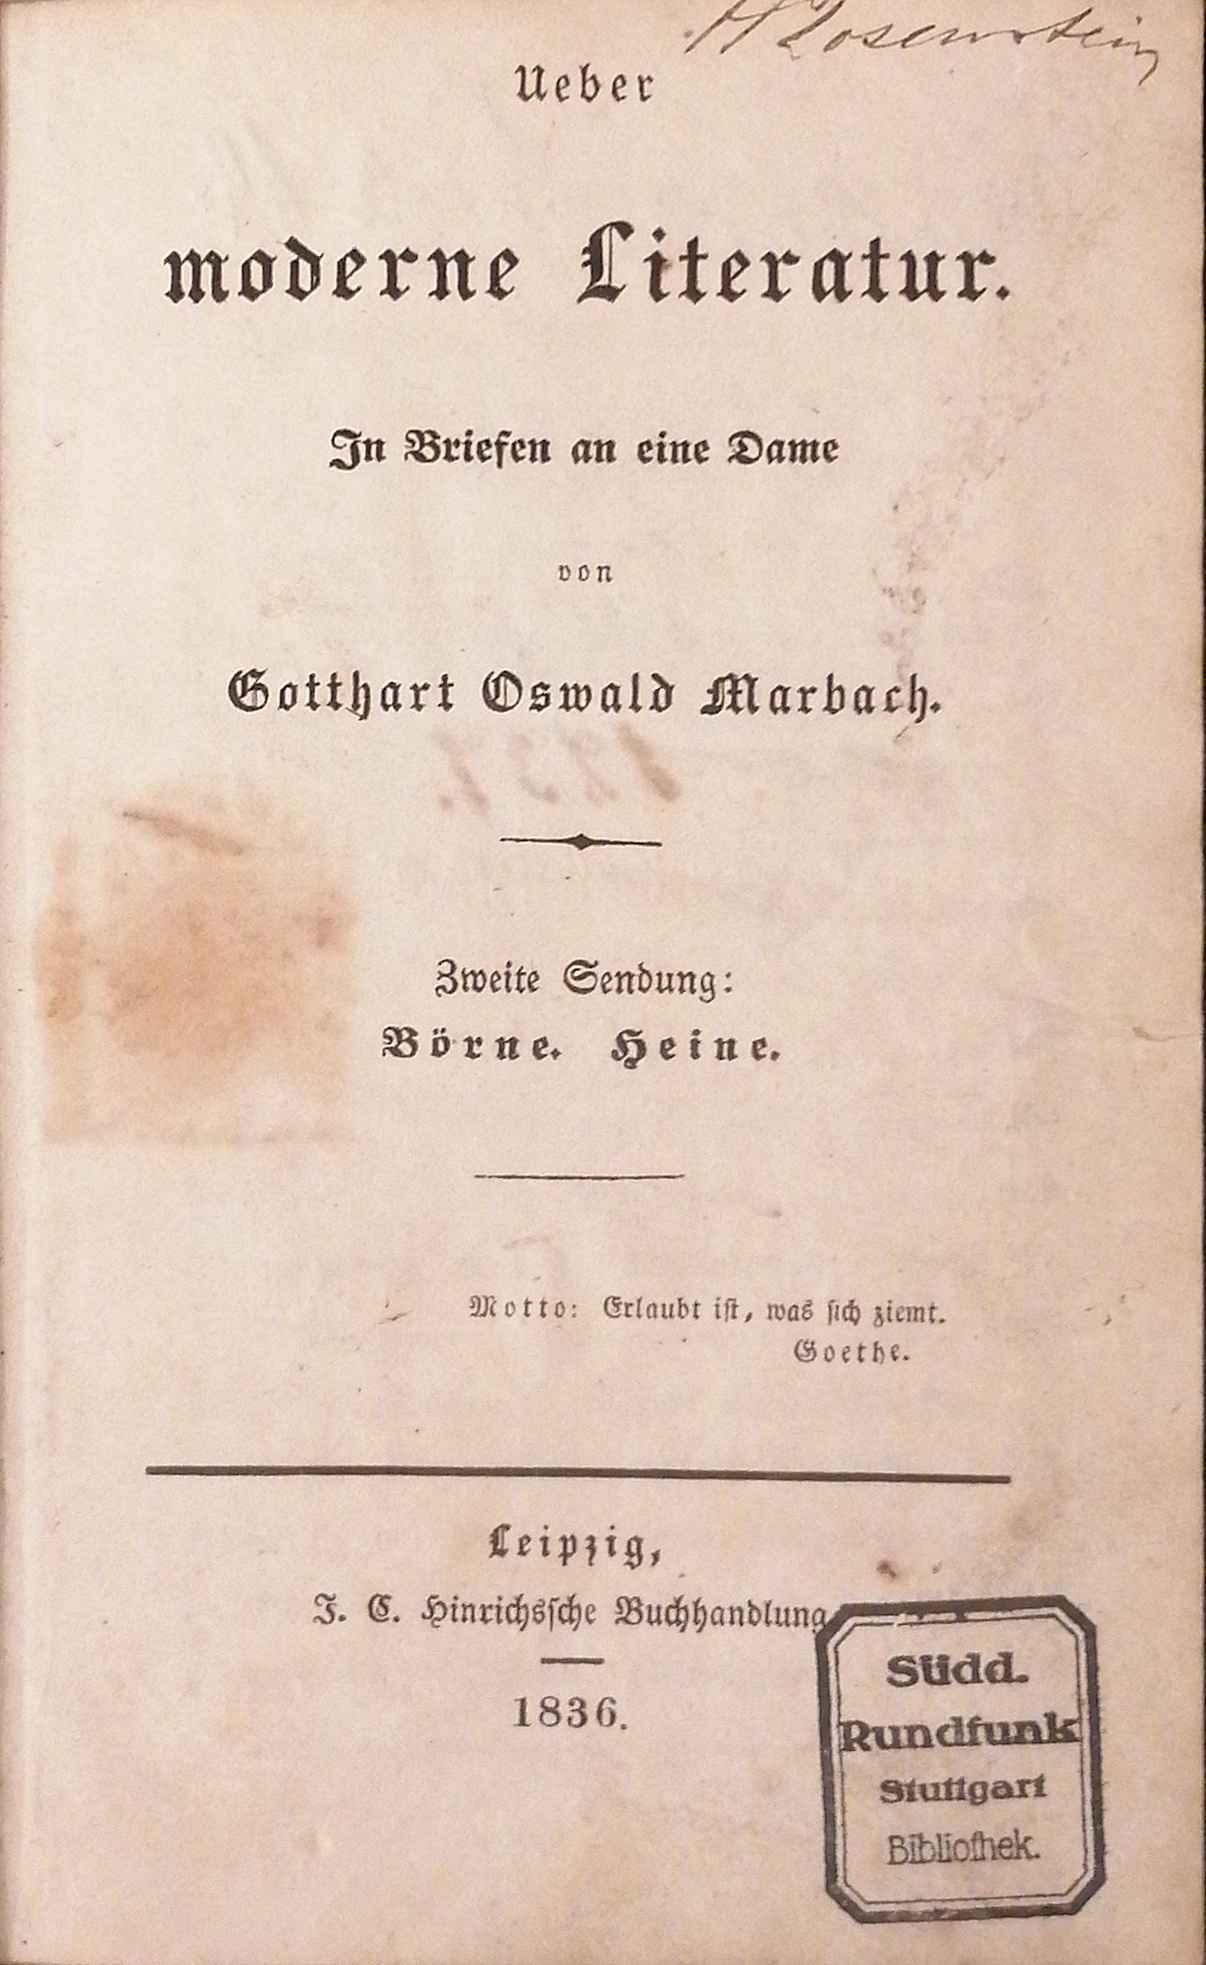 H Rosenstein
Ueber
moderne Literatur.
In Briefen an eine Dame
von
Gotthart Oswald Marbach.
Zweite Sendung:
Börne. Heine.
Motto: Erlaubt iſt, was ſich ziemt.
Goethe.
Leipzig,
J. C. Hinrichsſche Buchhandlung
1836.
Südd.
Rundfunk
Stuttgart
Bibliothek.